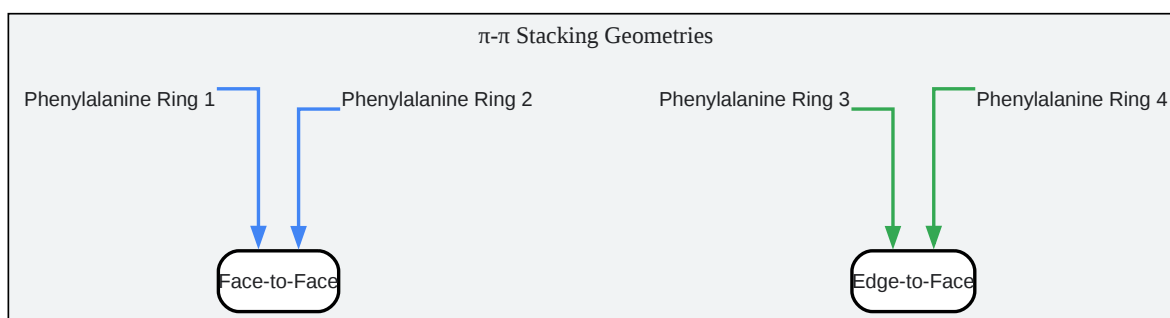 π-π Stacking Geometries
Phenylalanine Ring 1
Phenylalanine Ring 2
Phenylalanine Ring 3
Phenylalanine Ring 4
Face-to-Face
Edge-to-Face